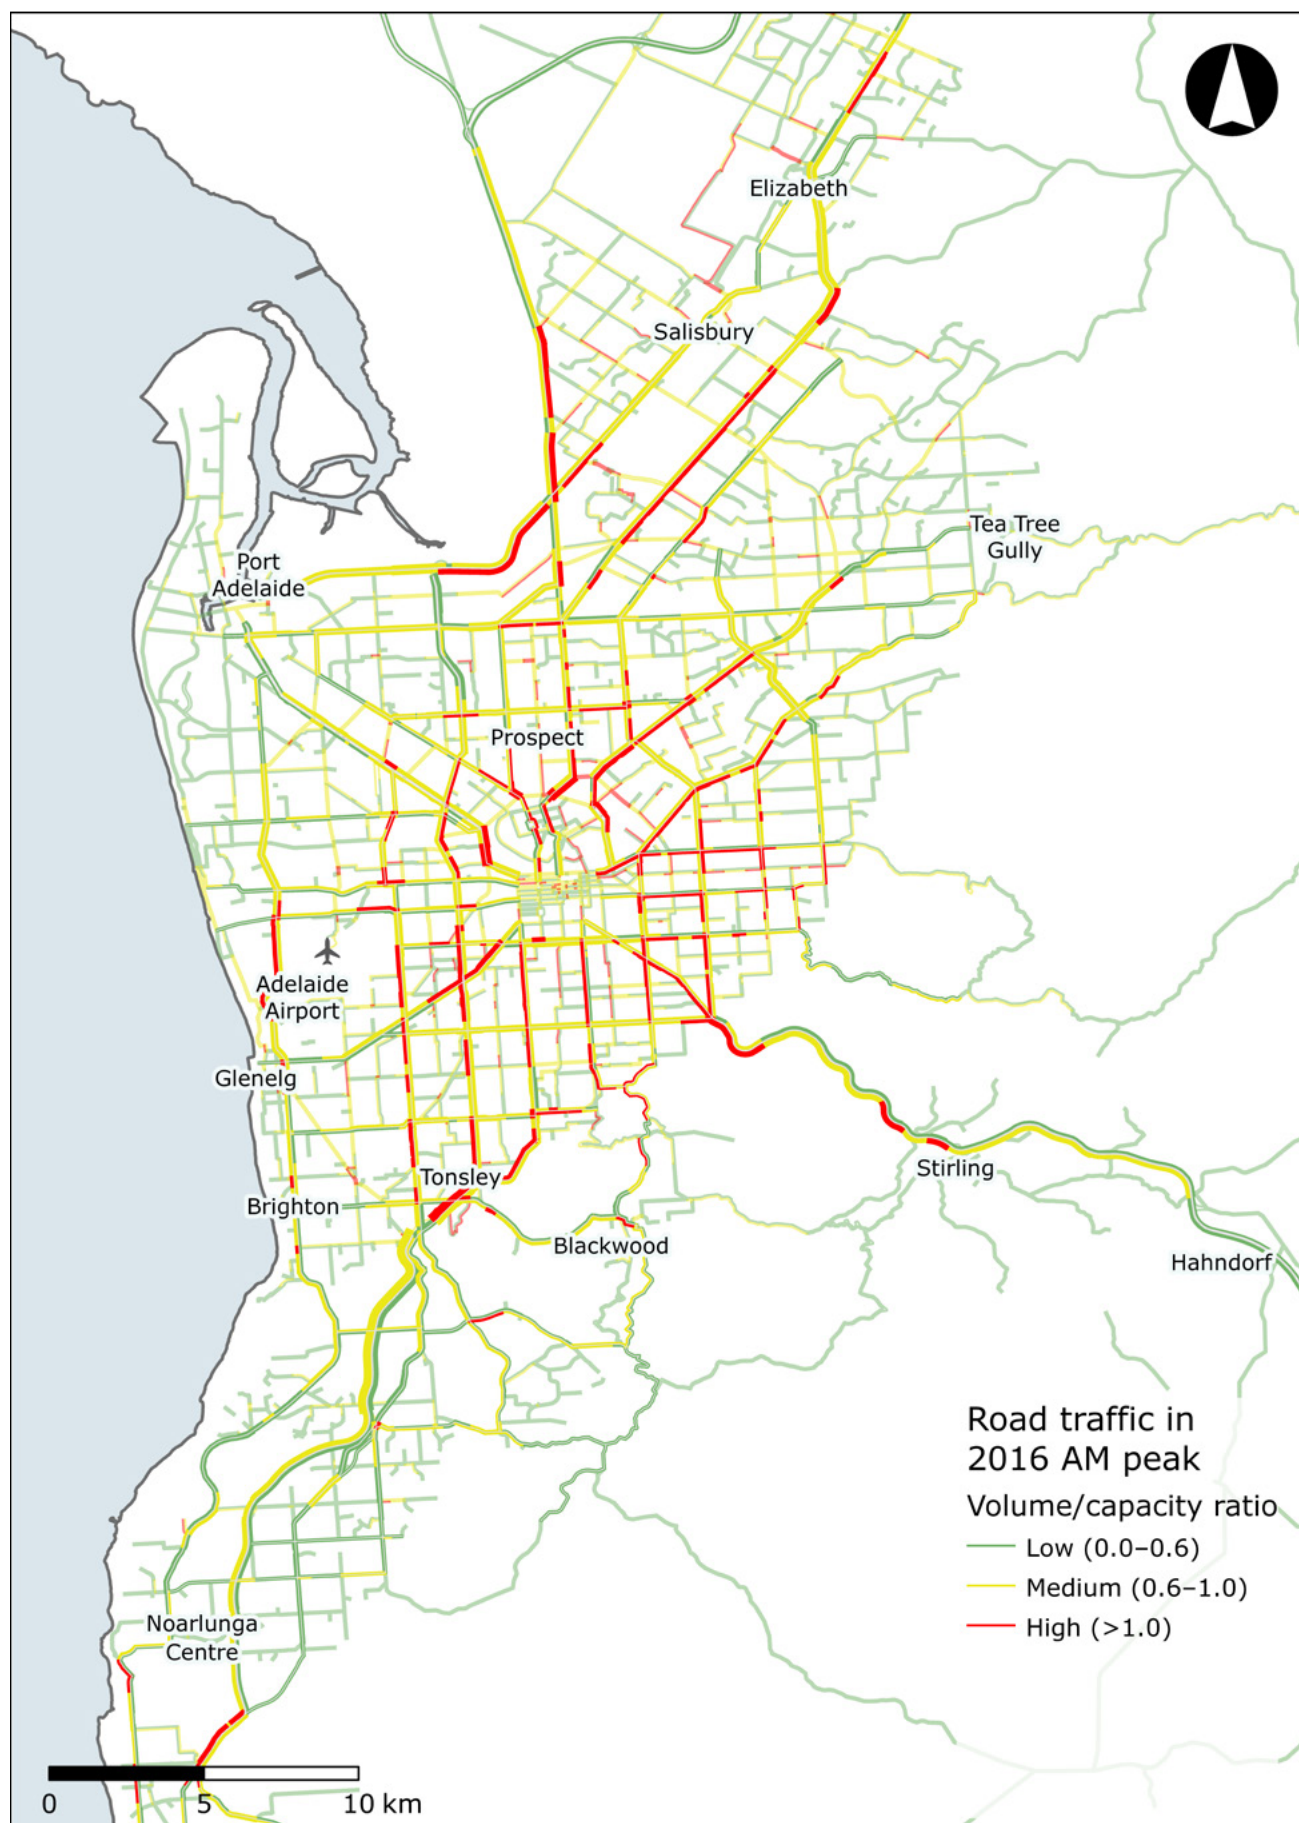 Elizabeth
Salisbury
Tea Tree
Gully
Port
Adelaide
Prospect
Adelaide
Airport
Glenelg
Tonsley
Stirling
Brighton
Blackwood
Hahndorf
Road traffic in
2016 AM peak
Volume/capacity ratio
Low (0.0–0.6)
Medium (0.6–1.0)
High (>1.0)
Noarlunga
Centre
0 5 10 km